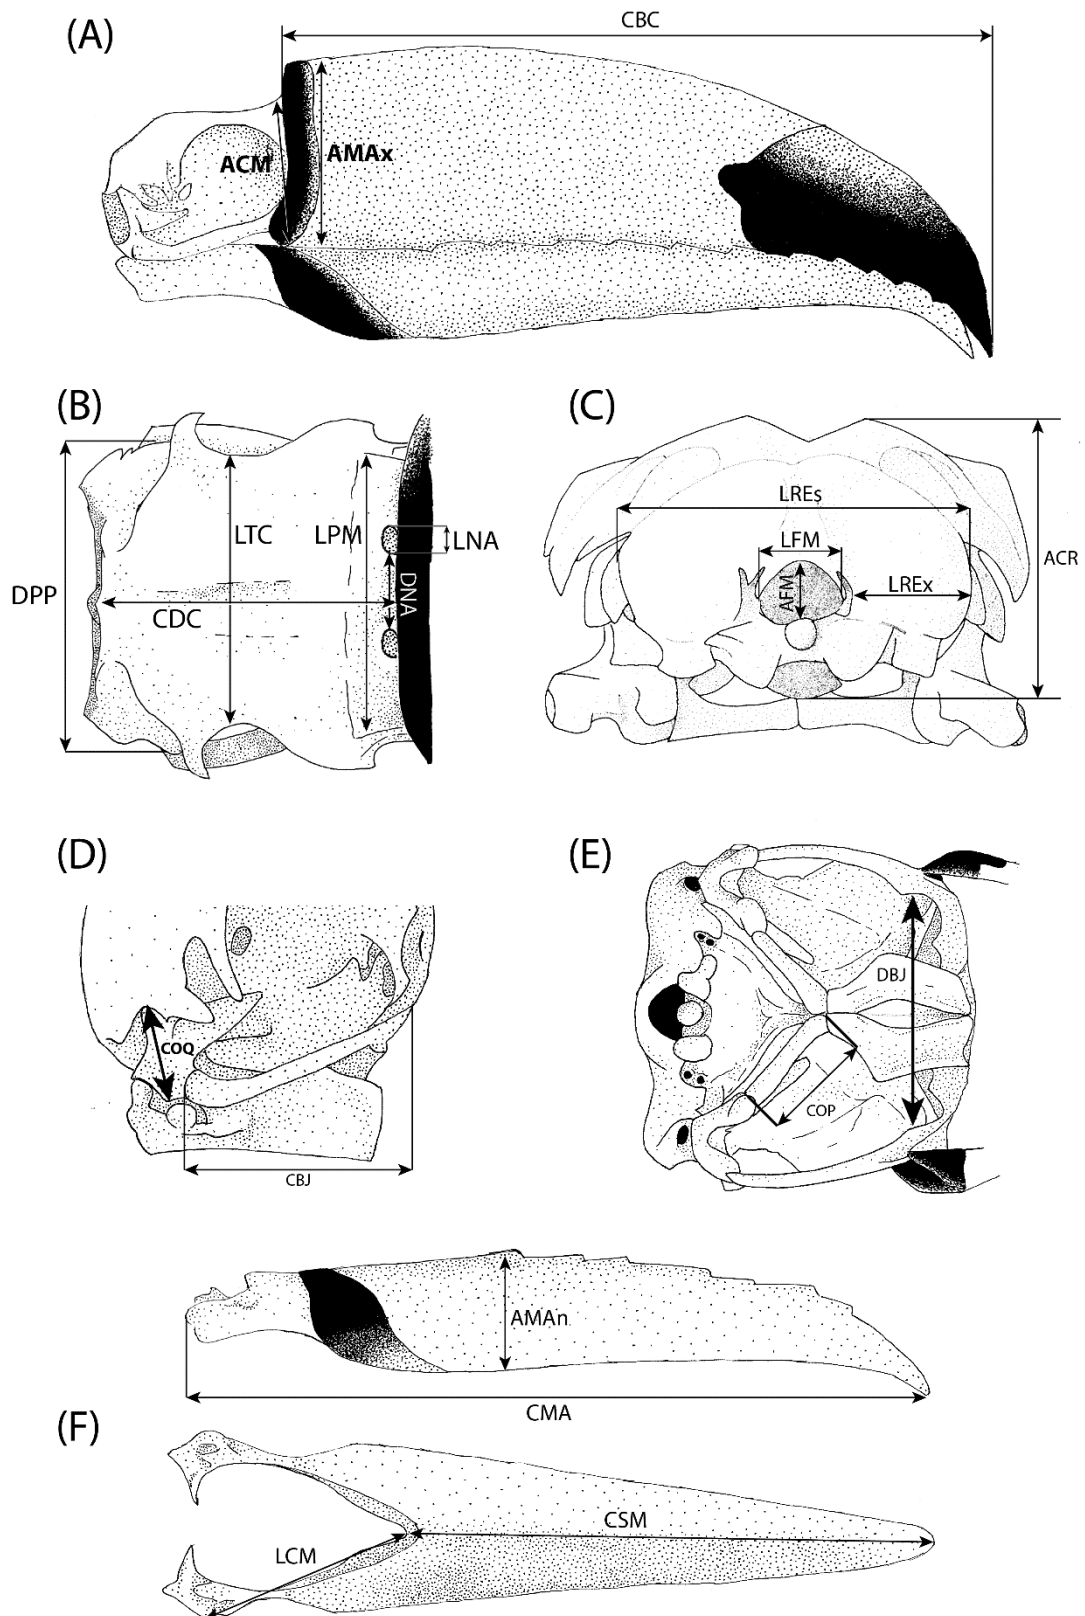 (A)
CBC
ACM
AMAx
(B)
(C)
DPP
LTC
LPM
LNA
DNA
CDC
LREs
LFM
AFM
LREx
ACR
(D)
(E)
COQ
CBJ
DBJ
COP
AMAn
CMA
(F)
CSM
LCM